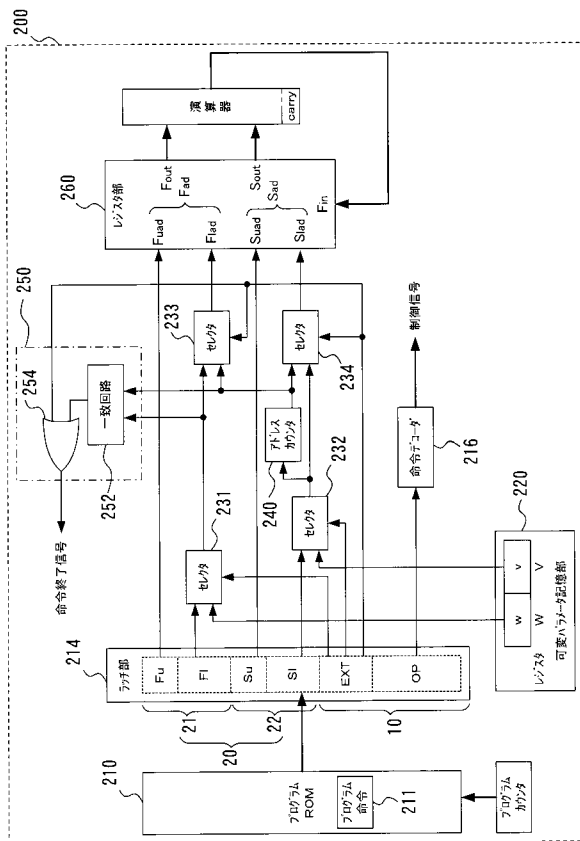 200
演算器
carry
260
レジスタ部
Fuad
Flad
Fad
Fout
Suad
Slad
Sad
Sout
Fin
250
254
一致回路
252
命令終了信号
233
セレクタ
セレクタ
234
制御信号
アドレス
カウンタ
240
232
セレクタ
命令デコーダ
216
231
セレクタ
220
w
v
W
V
レジスタ
可変パラメータ記憶部
214
ラッチ部
Fu
Fl
Su
Sl
EXT
OP
21
22
20
10
210
プログラム
ROM
プログラム
命令
211
プログラム
カウンタ